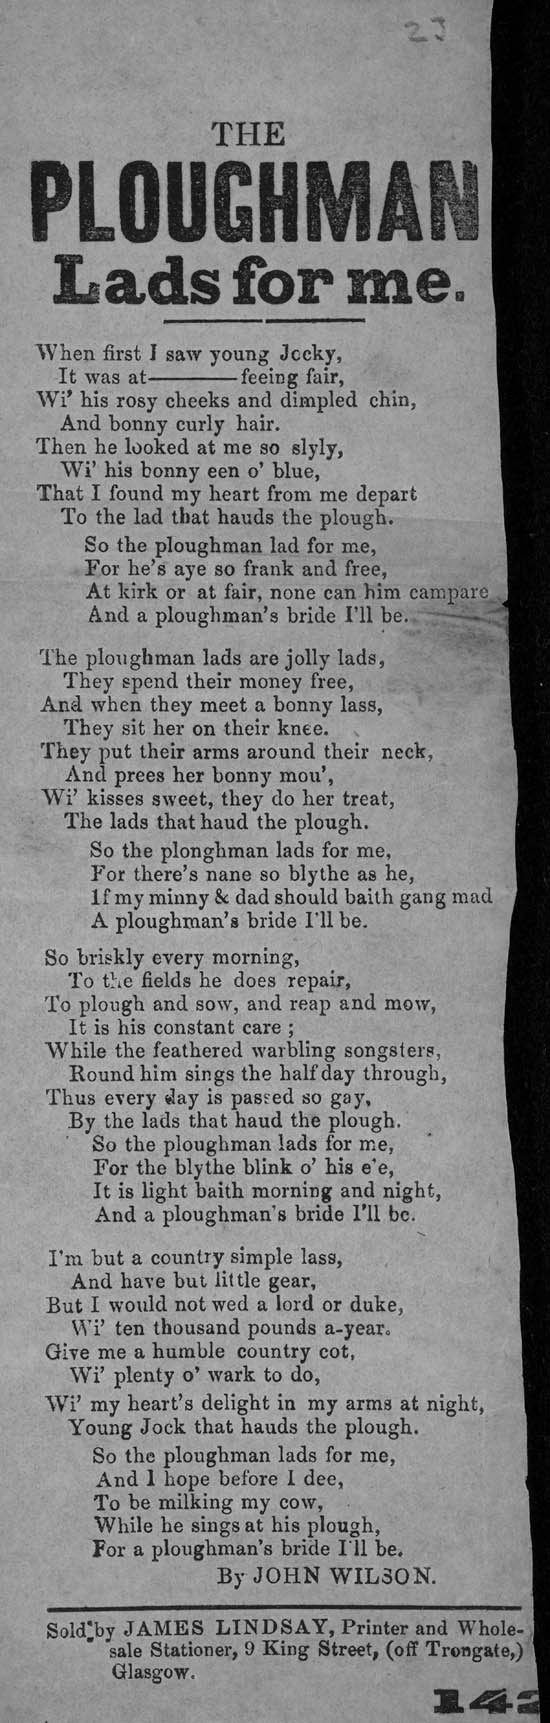 23
THE
PLOUGHMAN
Lads for me.
When first I saw young Jocky,
It was at———feeing fair,
Wi' his rosy cheeks and dimpled chin,
And bonny curly hair.
Then he looked at me so slyly,
Wi' his bonny een o' blue,
That I found my heart from me depart
To the lad that hauds the plough.
So the ploughman lad for me,
For he's aye so frank and free,
At kirk or at fair, none can him campare
And a ploughman's bride I'll be.
The ploughman lads are jolly lads,
They spend their money free,
And when they meet a bonny lass,
They sit her on their knee.
They put their arms around their neck,
And prees her bonny mou',
Wi' kisses sweet, they do her treat,
The lads that haud the plough.
So the plonghman lads for me,
For there's nane so blythe as he,
If my minny & dad should baith gang mad
A ploughman's bride I'll be.
So briskly every morning,
To the fields he does repair,
To plough and sow, and reap and mow,
It is his constant care ;
While the feathered warbling songsters,
Round him sings the half day through,
Thus every day is passed so gay,
By the lads that haud the plough.
So the ploughman lads for me,
For the blythe blink o' his e'e,
It is light baith morning and night,
And a ploughman's bride I'll be.
I'm but a country simple lass,
And have but little gear,
But I would not wed a lord or duke,
Wi' ten thousand pounds a-year.
Give me a humble country cot,
Wi' plenty o' wark to do,
Wi' my heart's delight in my arms at night,
Young Jock that hauds the plough.
So the ploughman lads for me,
And I hope before I dee,
To be milking my cow,
While he sings at his plough,
For a ploughman's bride I'll be.
By JOHN WILSON.
Sold by JAMES LINDSAY, Printer and Whole-
sale Stationer, 9 King Street, (off Trongate,)
Glasgow.
142